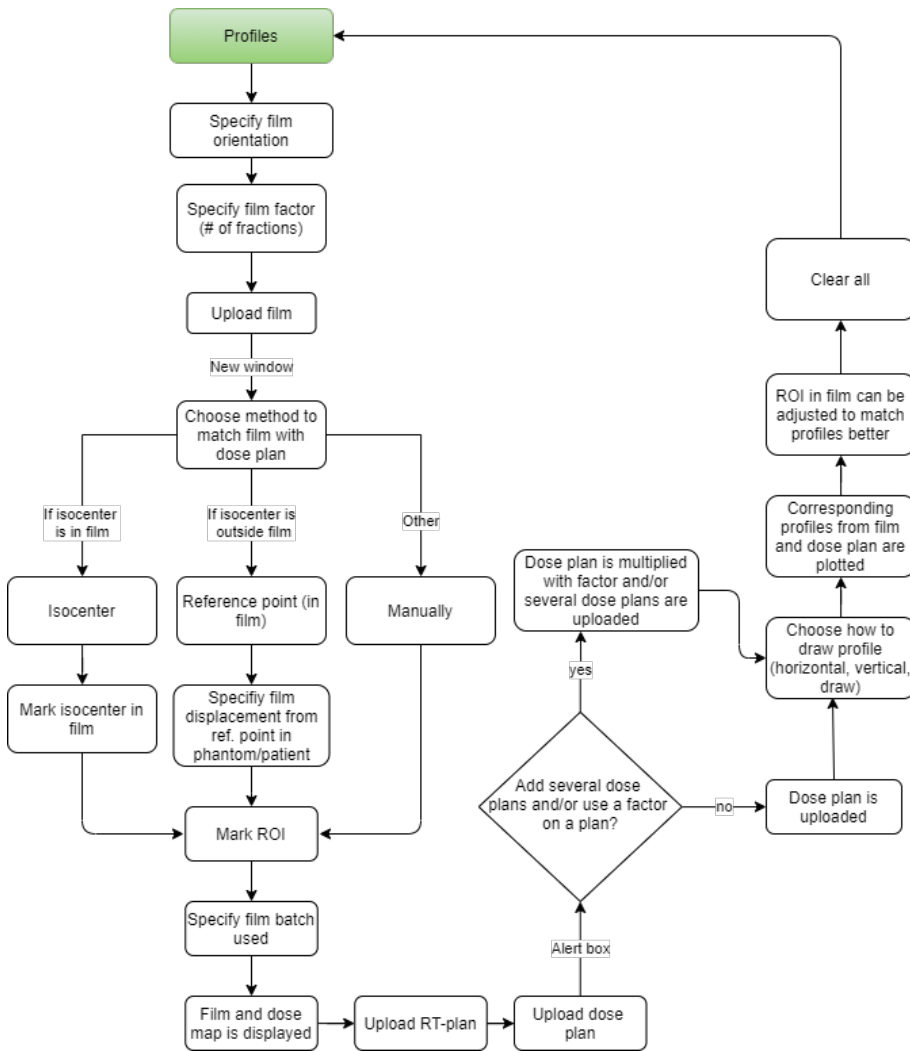 Profiles
Specify film
orientation
Specify film factor
(# of fractions)
Upload film
New window
Choose method to
match film with
dose plan
If isocenter
is in film
If isocenter is
outside film
Other
Isocenter
Reference point (in
film)
Manually
Mark isocenter in
film
Specifiy film
displacement from
ref. point in
phantom/patient
Mark ROI
Specify film batch
used
Film and dose
map is displayed
Upload RT-plan
Upload dose
plan
Alert box
Add several dose
plans and/or use a factor
on a plan?
yes
no
Dose plan is multiplied
with factor and/or
several dose plans are
uploaded
Dose plan is
uploaded
Choose how to
draw profile
(horizontal, vertical,
draw)
Corresponding
profiles from film
and dose plan are
plotted
ROI in film can be
adjusted to match
profiles better
Clear all